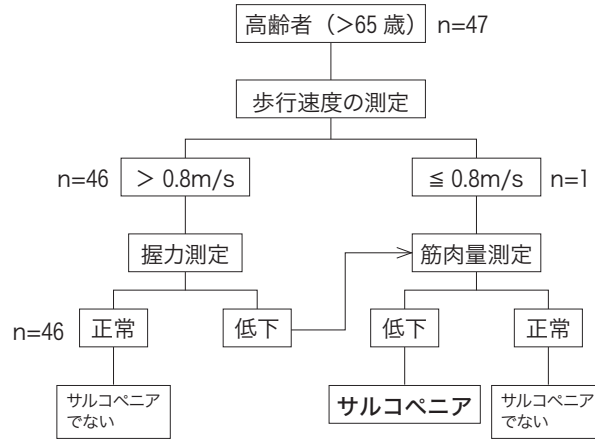 高齢者（>65 歳） n=47
歩行速度の測定
n=46 > 0.8m/s ≦ 0.8m/s n=1
握力測定 筋肉量測定
n=46 正常 低下 低下 正常
サルコペニア
でない
サルコペニア
サルコペニア
でない